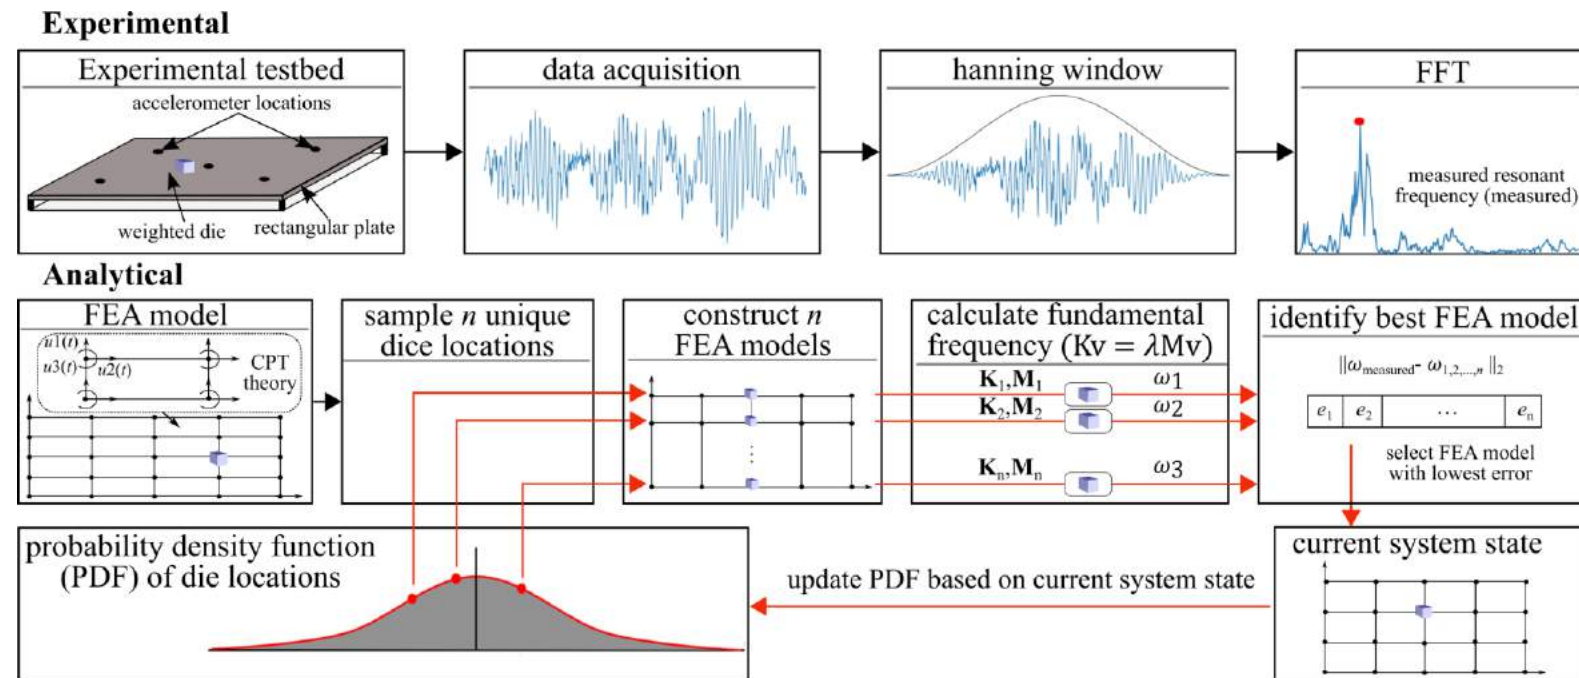 Experimental
Experimental testbed
accelerometer locations
weighted die
rectangular plate
data acquisition
hanning window
FFT
measured resonant
frequency (measured)
Analytical
FEA model
u1(t)
u3(t)
u2(t)
CPT
theory
sample n unique
dice locations
construct n
FEA models
calculate fundamental
frequency (Kv = λMv)
K₁,M₁
ω1
K₂,M₂
ω2
Kₙ,Mₙ
ω3
identify best FEA model
||ω_measured- ω_1,2,...,n ||₂
e₁ e₂ ... eₙ
select FEA model
with lowest error
probability density function
(PDF) of die locations
update PDF based on current system state
current system state